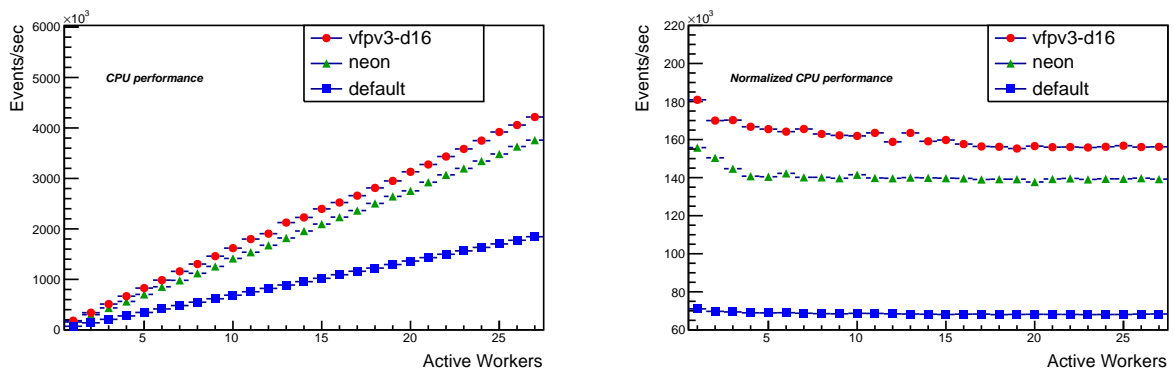 ×10³
6000
5000
4000
3000
2000
1000
0
Events/sec
CPU performance
vfpv3-d16
neon
default
5
10
15
20
25
Active Workers
×10³
220
200
180
160
140
120
100
80
60
Events/sec
Normalized CPU performance
vfpv3-d16
neon
default
5
10
15
20
25
Active Workers